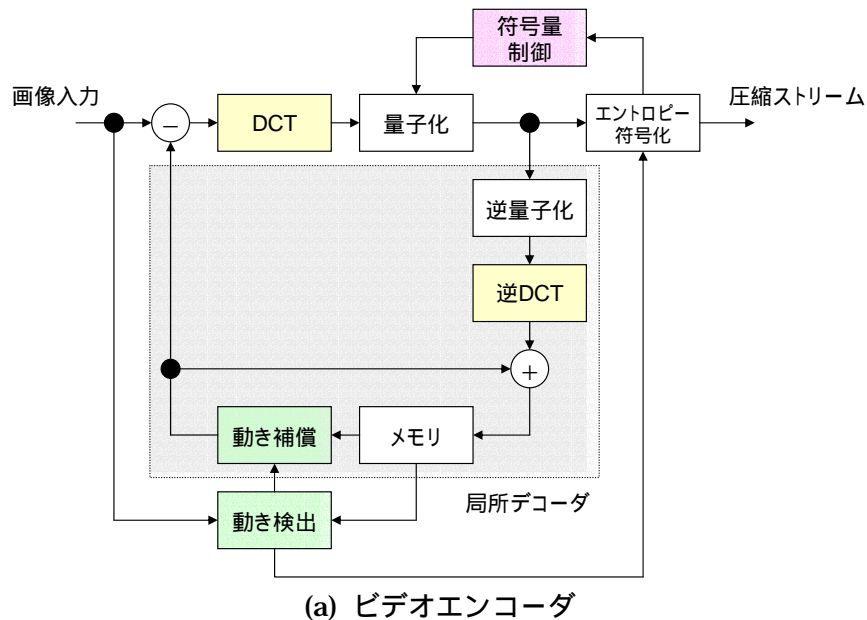 符号量
制御
画像入力
圧縮ストリーム
−
DCT
量子化
エントロピー
符号化
逆量子化
逆DCT
+
動き補償
メモリ
局所デコーダ
動き検出
(a) ビデオエンコーダ